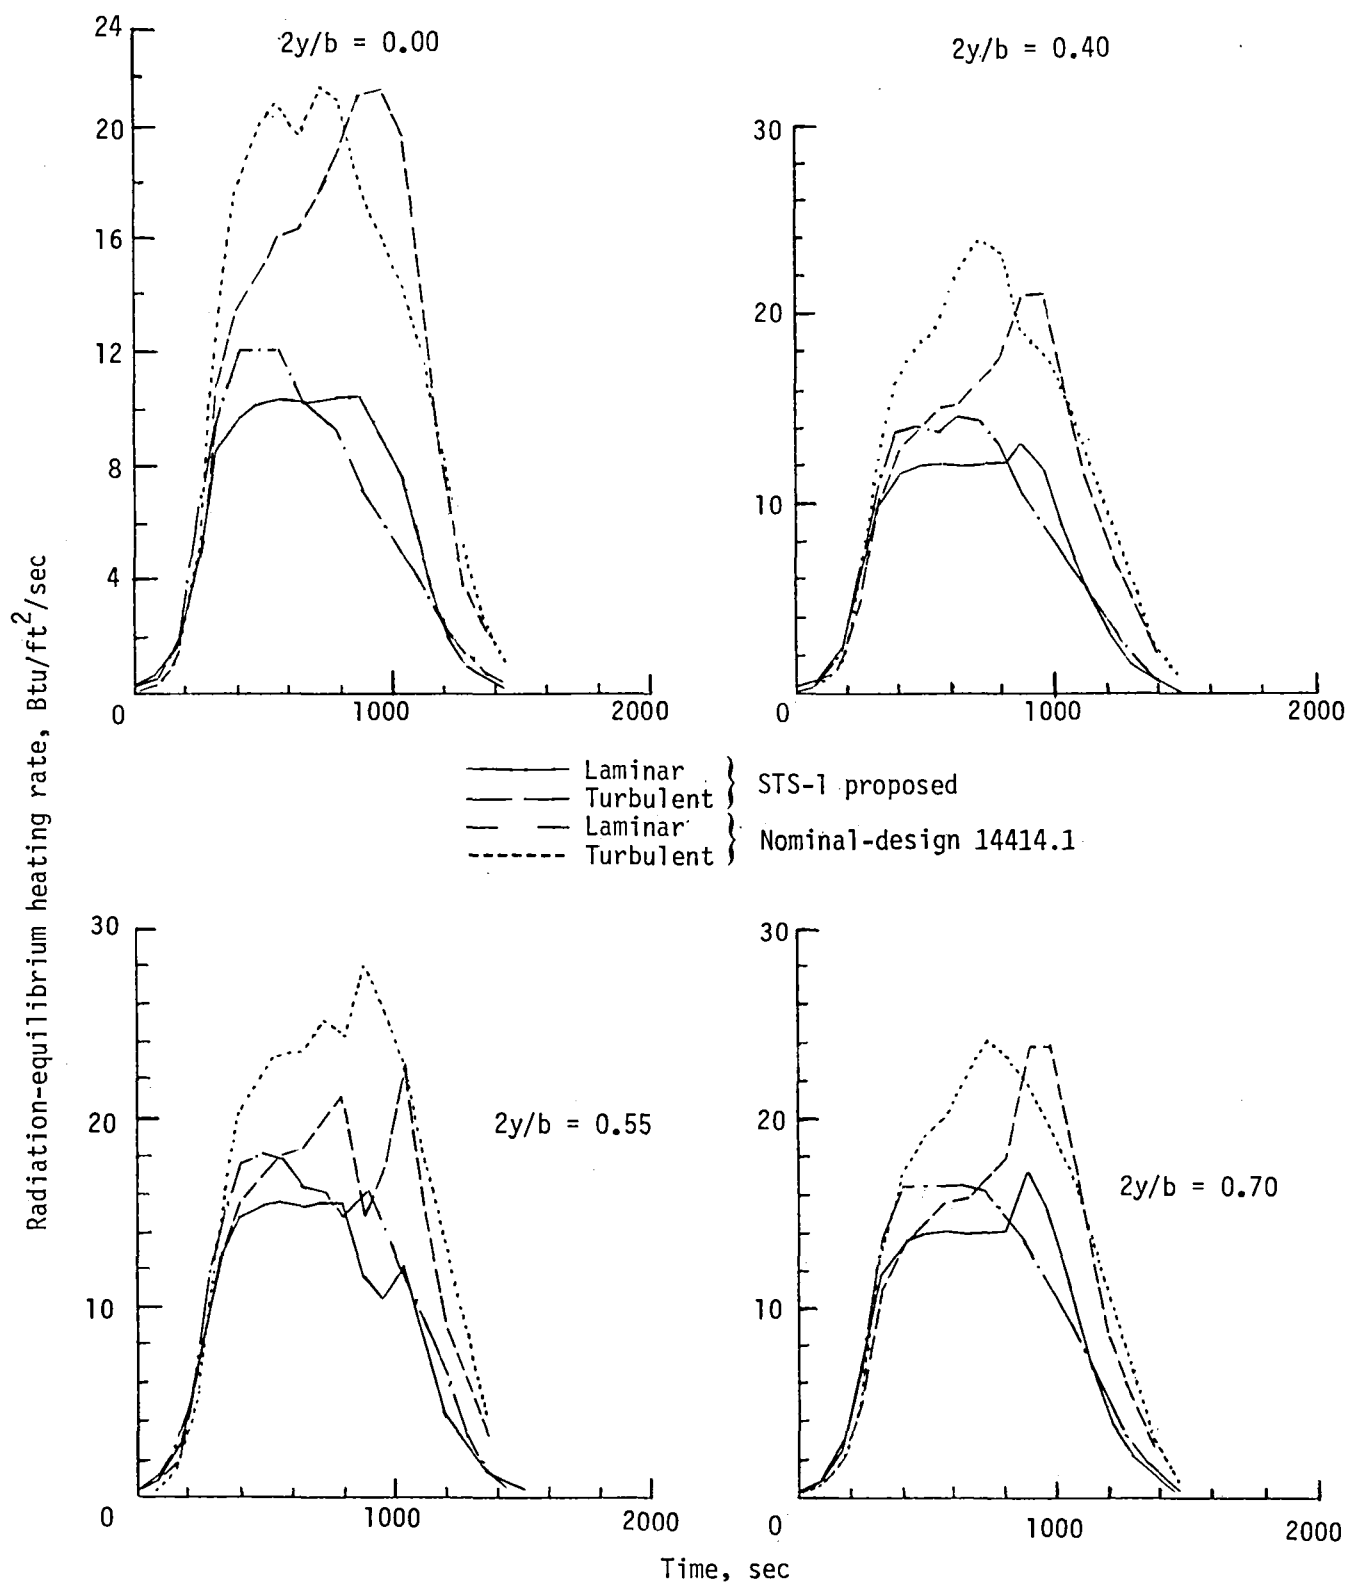 2y/b = 0.00
24
20
16
12
8
4
0
1000
2000
2y/b = 0.40
30
20
10
0
1000
2000
Radiation-equilibrium heating rate, Btu/ft2/sec
Laminar
Turbulent
STS-1 proposed
Laminar
Turbulent
Nominal-design 14414.1
30
20
10
0
1000
2000
2y/b = 0.55
30
20
10
0
1000
2000
2y/b = 0.70
Time, sec